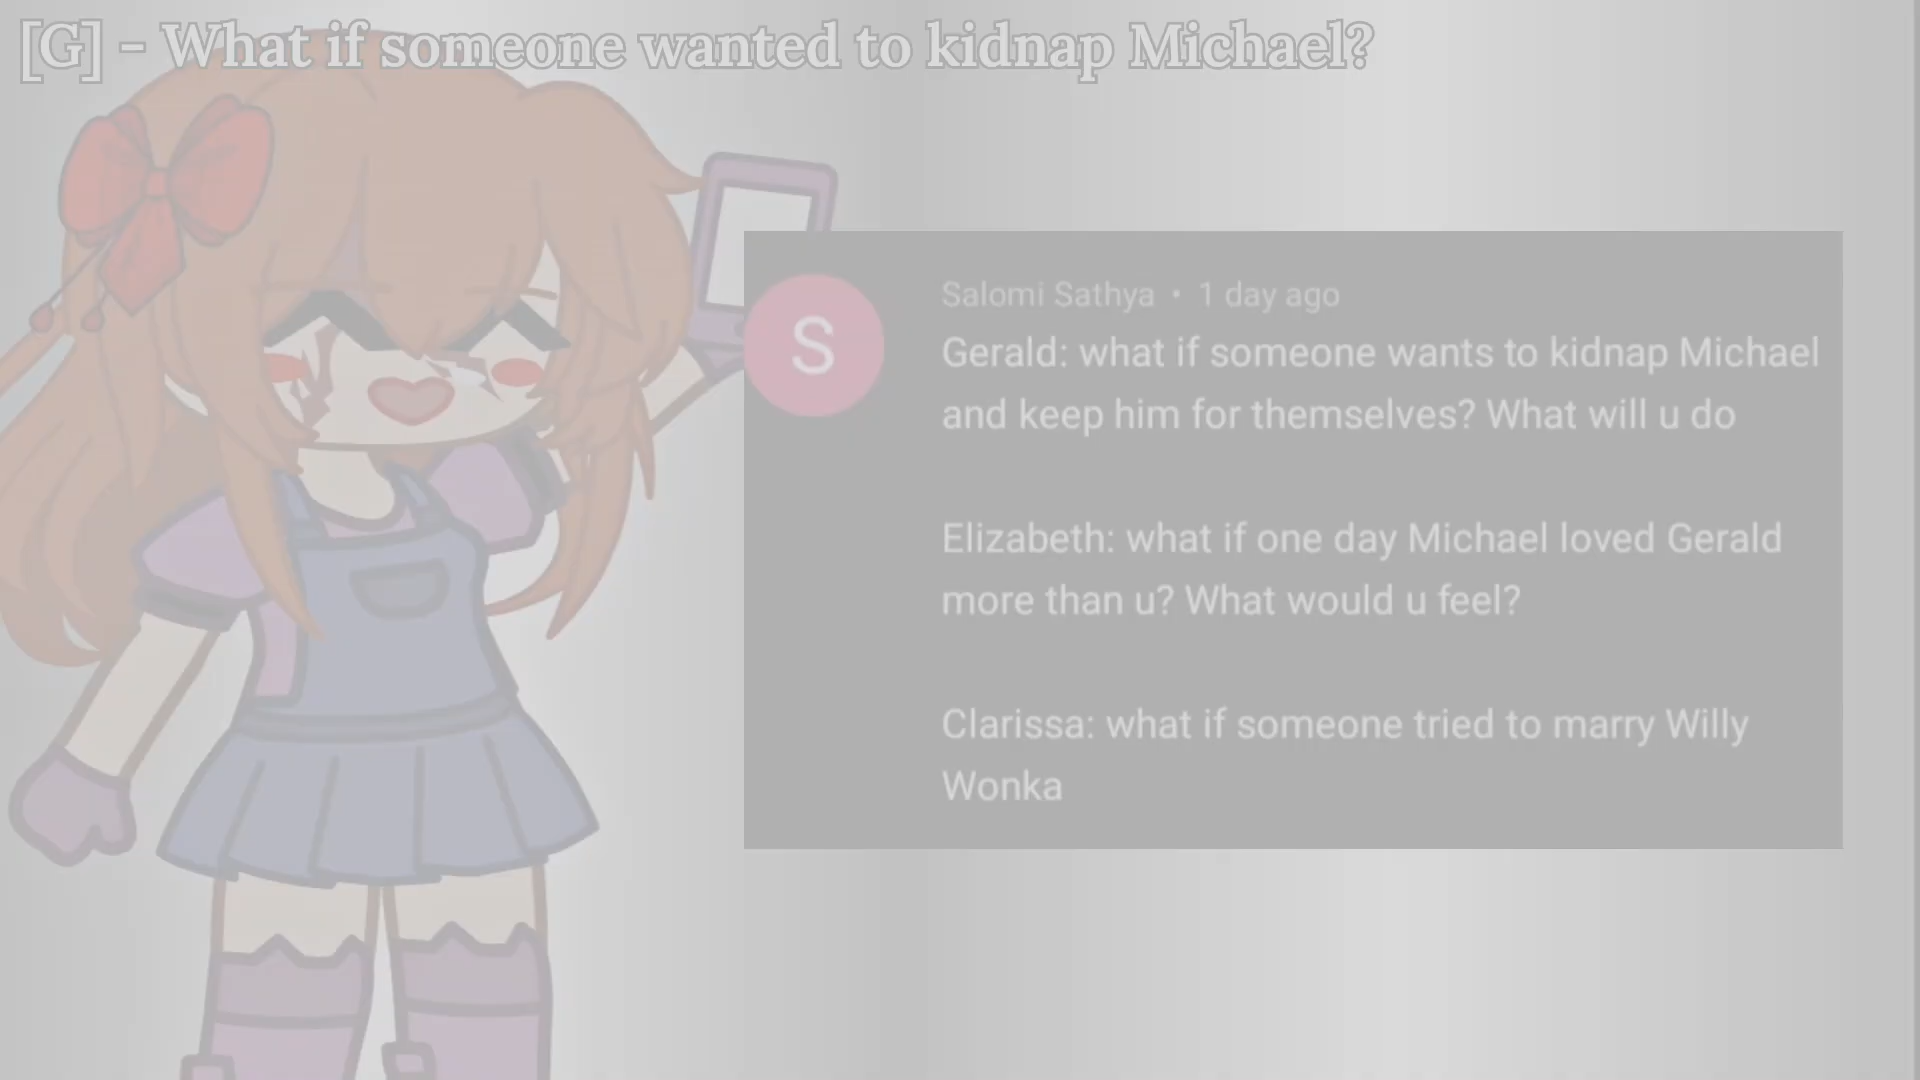 [G] - What if someone wanted to kidnap Michael?
S
Salomi Sathya • 1 day ago
Gerald: what if someone wants to kidnap Michael
and keep him for themselves? What will u do
Elizabeth: what if one day Michael loved Gerald
more than u? What would u feel?
Clarissa: what if someone tried to marry Willy
Wonka